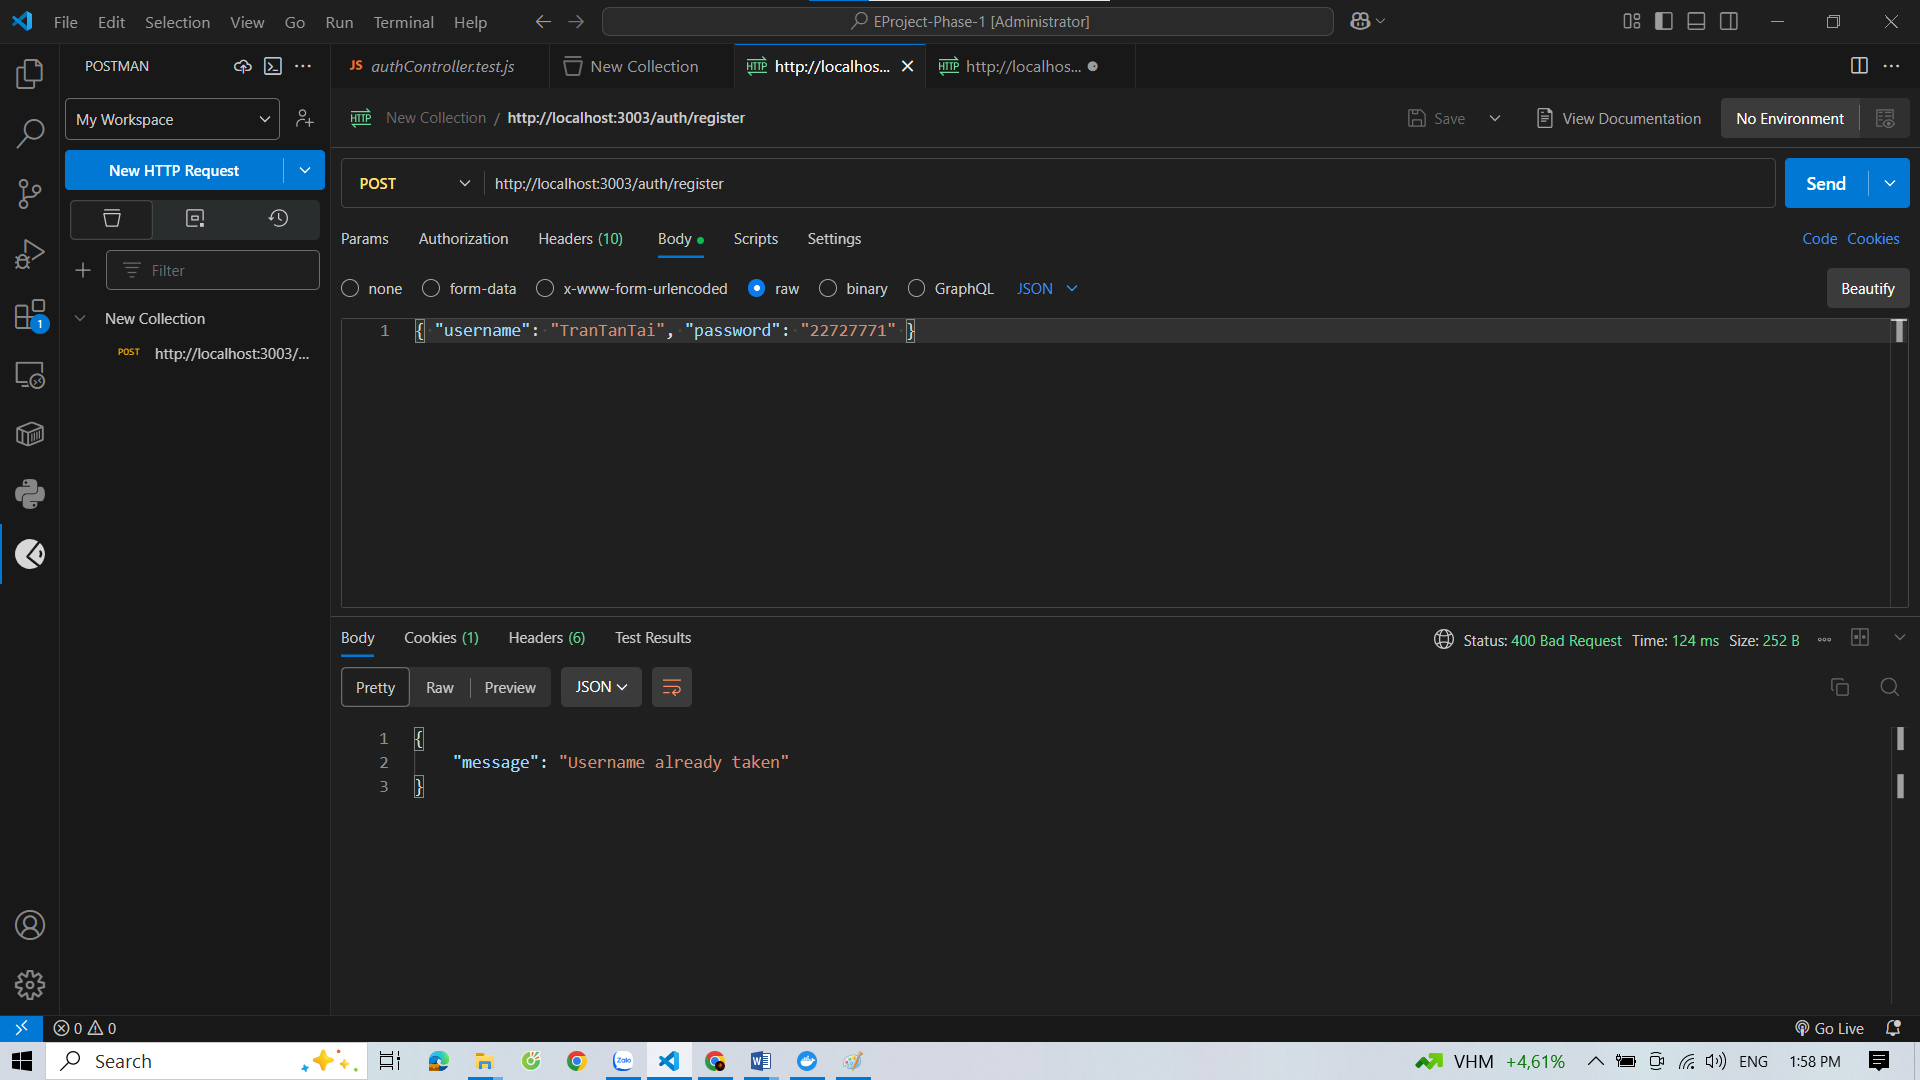 File Edit Selection View Go Run Terminal Help
EProject-Phase-1 [Administrator]
POSTMAN
JS authController.test.js
New Collection
HTTP http://localhos...
HTTP http://localhos...
My Workspace
HTTP New Collection / http://localhost:3003/auth/register
Save
View Documentation
No Environment
New HTTP Request
POST
http://localhost:3003/auth/register
Send
Params Authorization Headers (10) Body Scripts Settings
Code Cookies
Filter
none form-data x-www-form-urlencoded raw binary GraphQL JSON
Beautify
New Collection
POST http://localhost:3003/...
1 { "username": "TranTanTai", "password": "22727771" }
1
Body Cookies (1) Headers (6) Test Results
Status: 400 Bad Request Time: 124 ms Size: 252 B
Pretty Raw Preview JSON
1 {
2 "message": "Username already taken"
3 }
0 0
Go Live
Search
Zalo
VHM +4,61%
ENG
1:58 PM